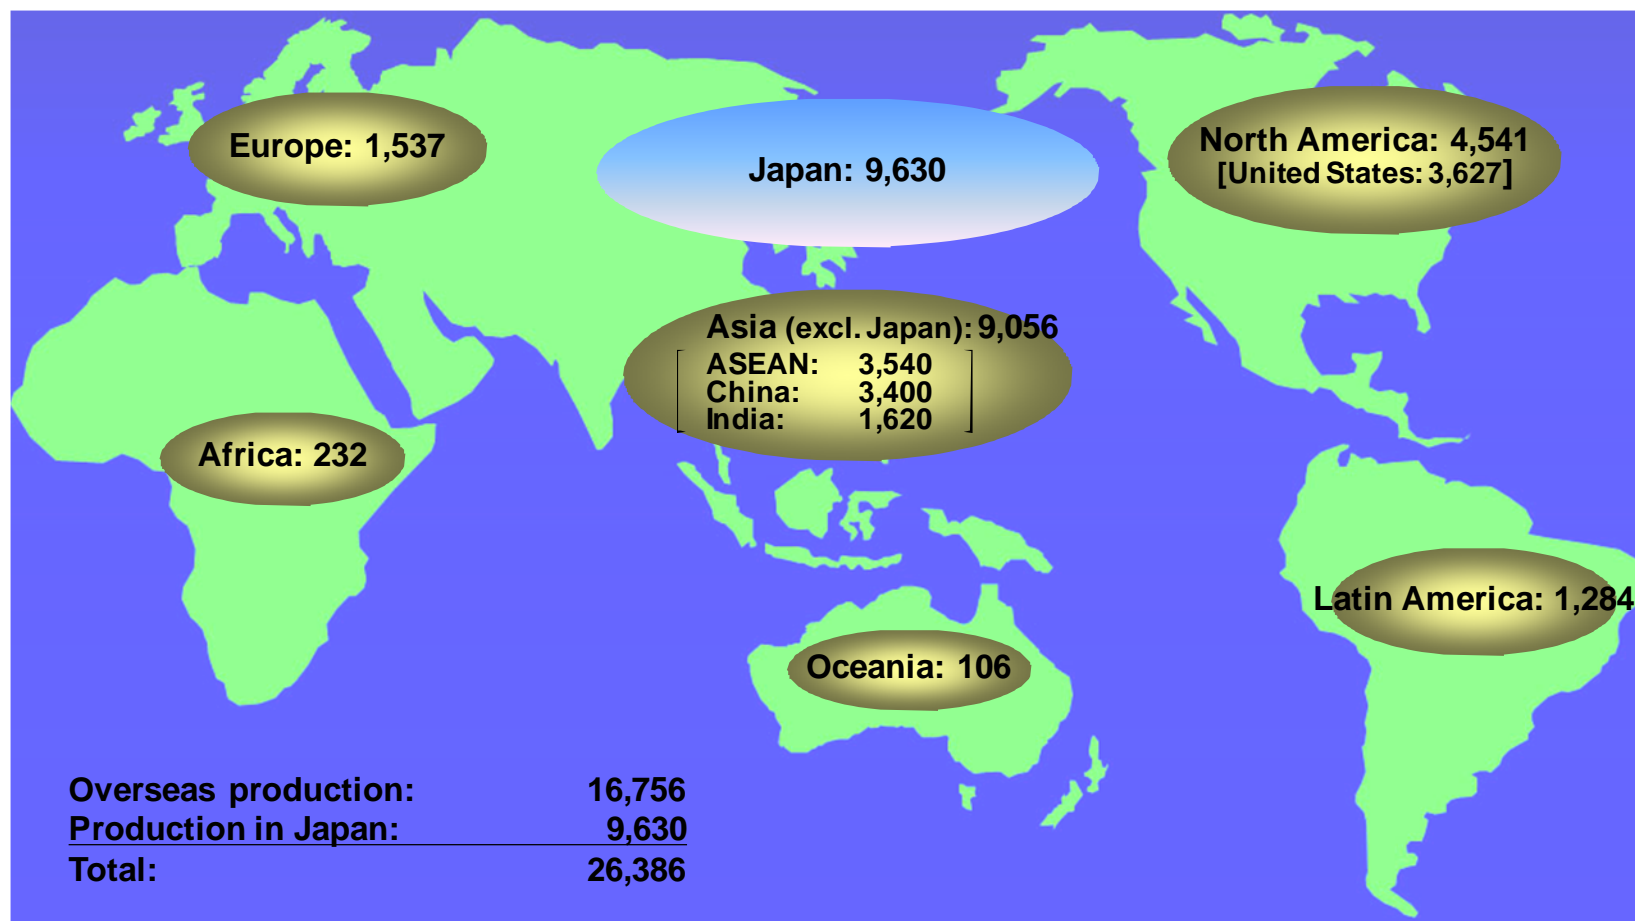 Europe: 1,537
Japan: 9,630
North America: 4,541
[United States: 3,627]
Asia (excl. Japan): 9,056
ASEAN: 3,540
China: 3,400
India: 1,620
Africa: 232
Latin America: 1,284
Oceania: 106
Overseas production: 16,756
Production in Japan: 9,630
Total: 26,386